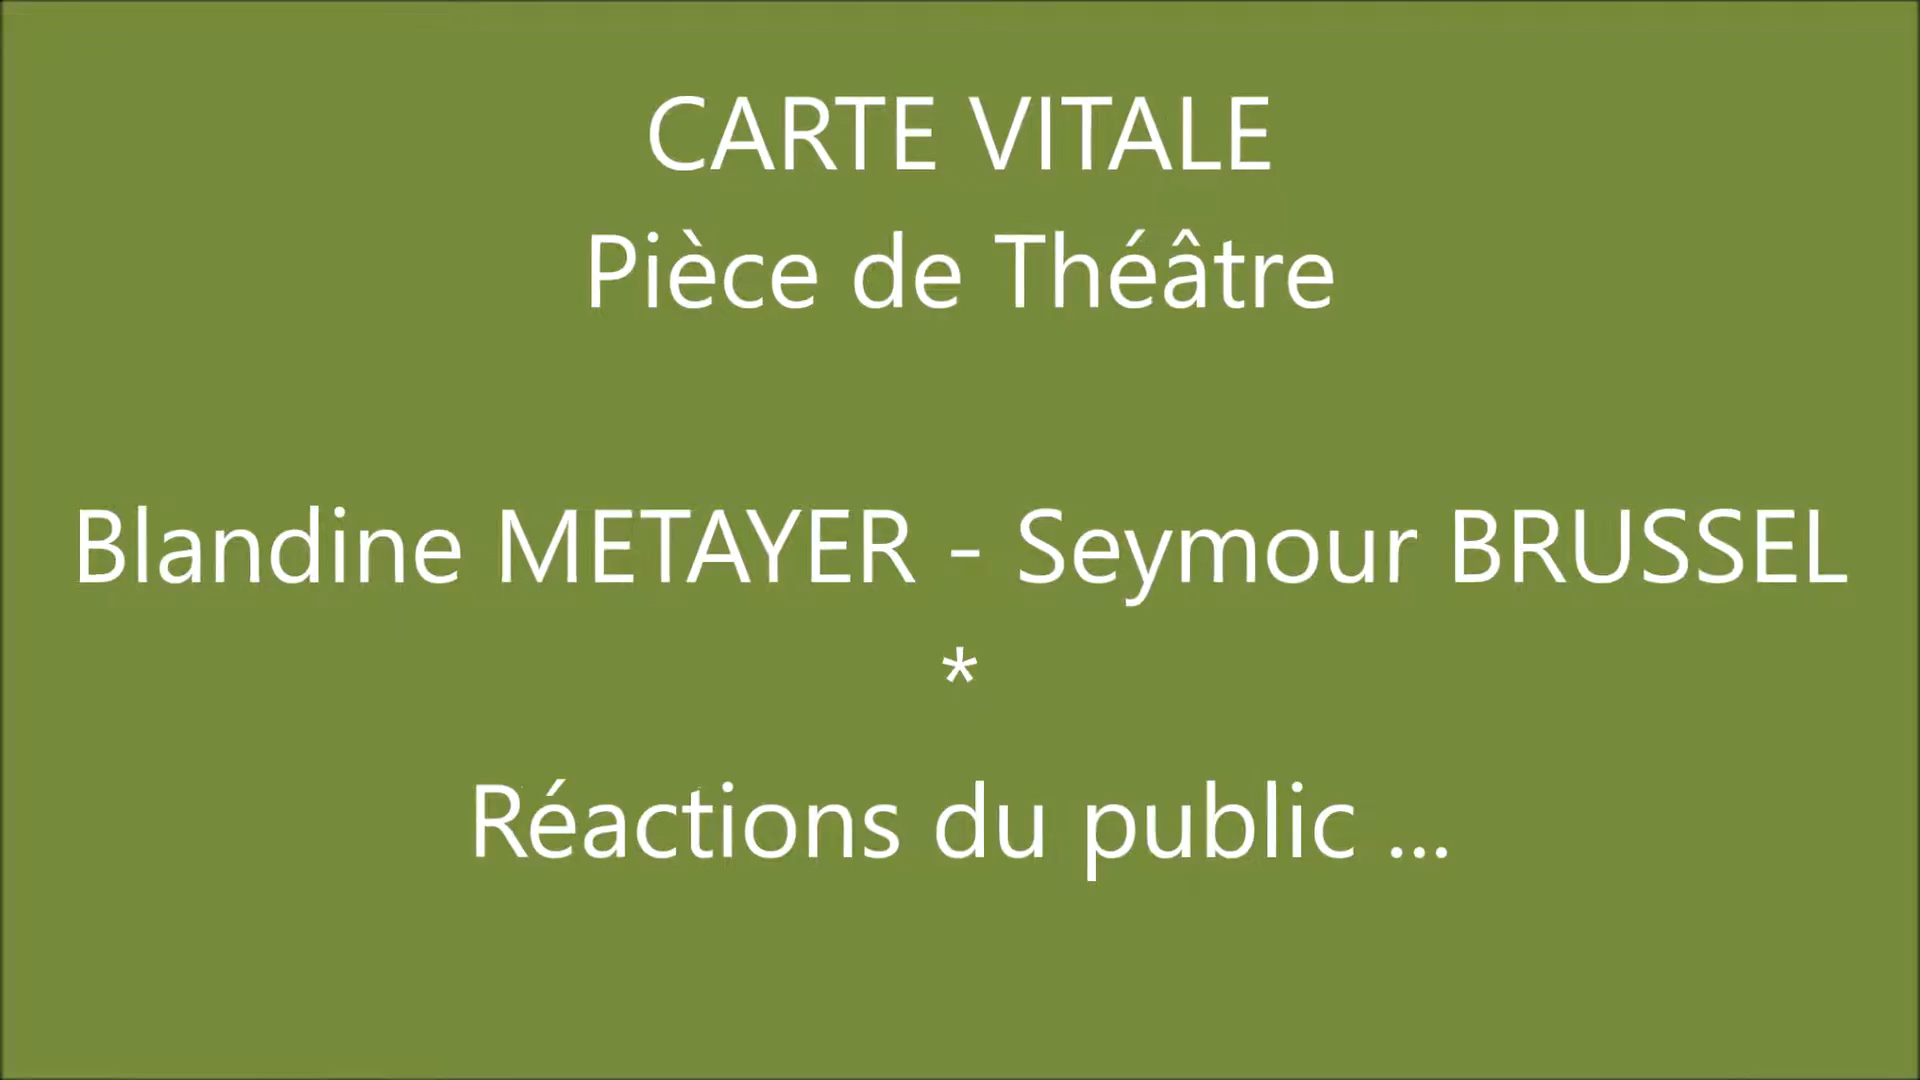 CARTE VITALE
Pièce de Théâtre
Blandine METAYER - Seymour BRUSSEL
*
Réactions du public ...